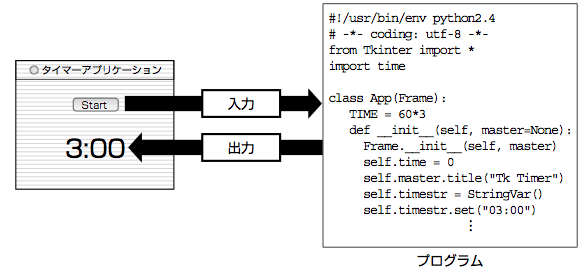 タイマーアプリケーション
Start
3:00
入力
出力
#!/usr/bin/env python2.4
# -*- coding: utf-8 -*-
from Tkinter import *
import time
class App(Frame):
TIME = 60*3
def __init__(self, master=None):
Frame.__init__(self, master)
self.time = 0
self.master.title("Tk Timer")
self.timestr = StringVar()
self.timestr.set("03:00")
⋮
プログラム